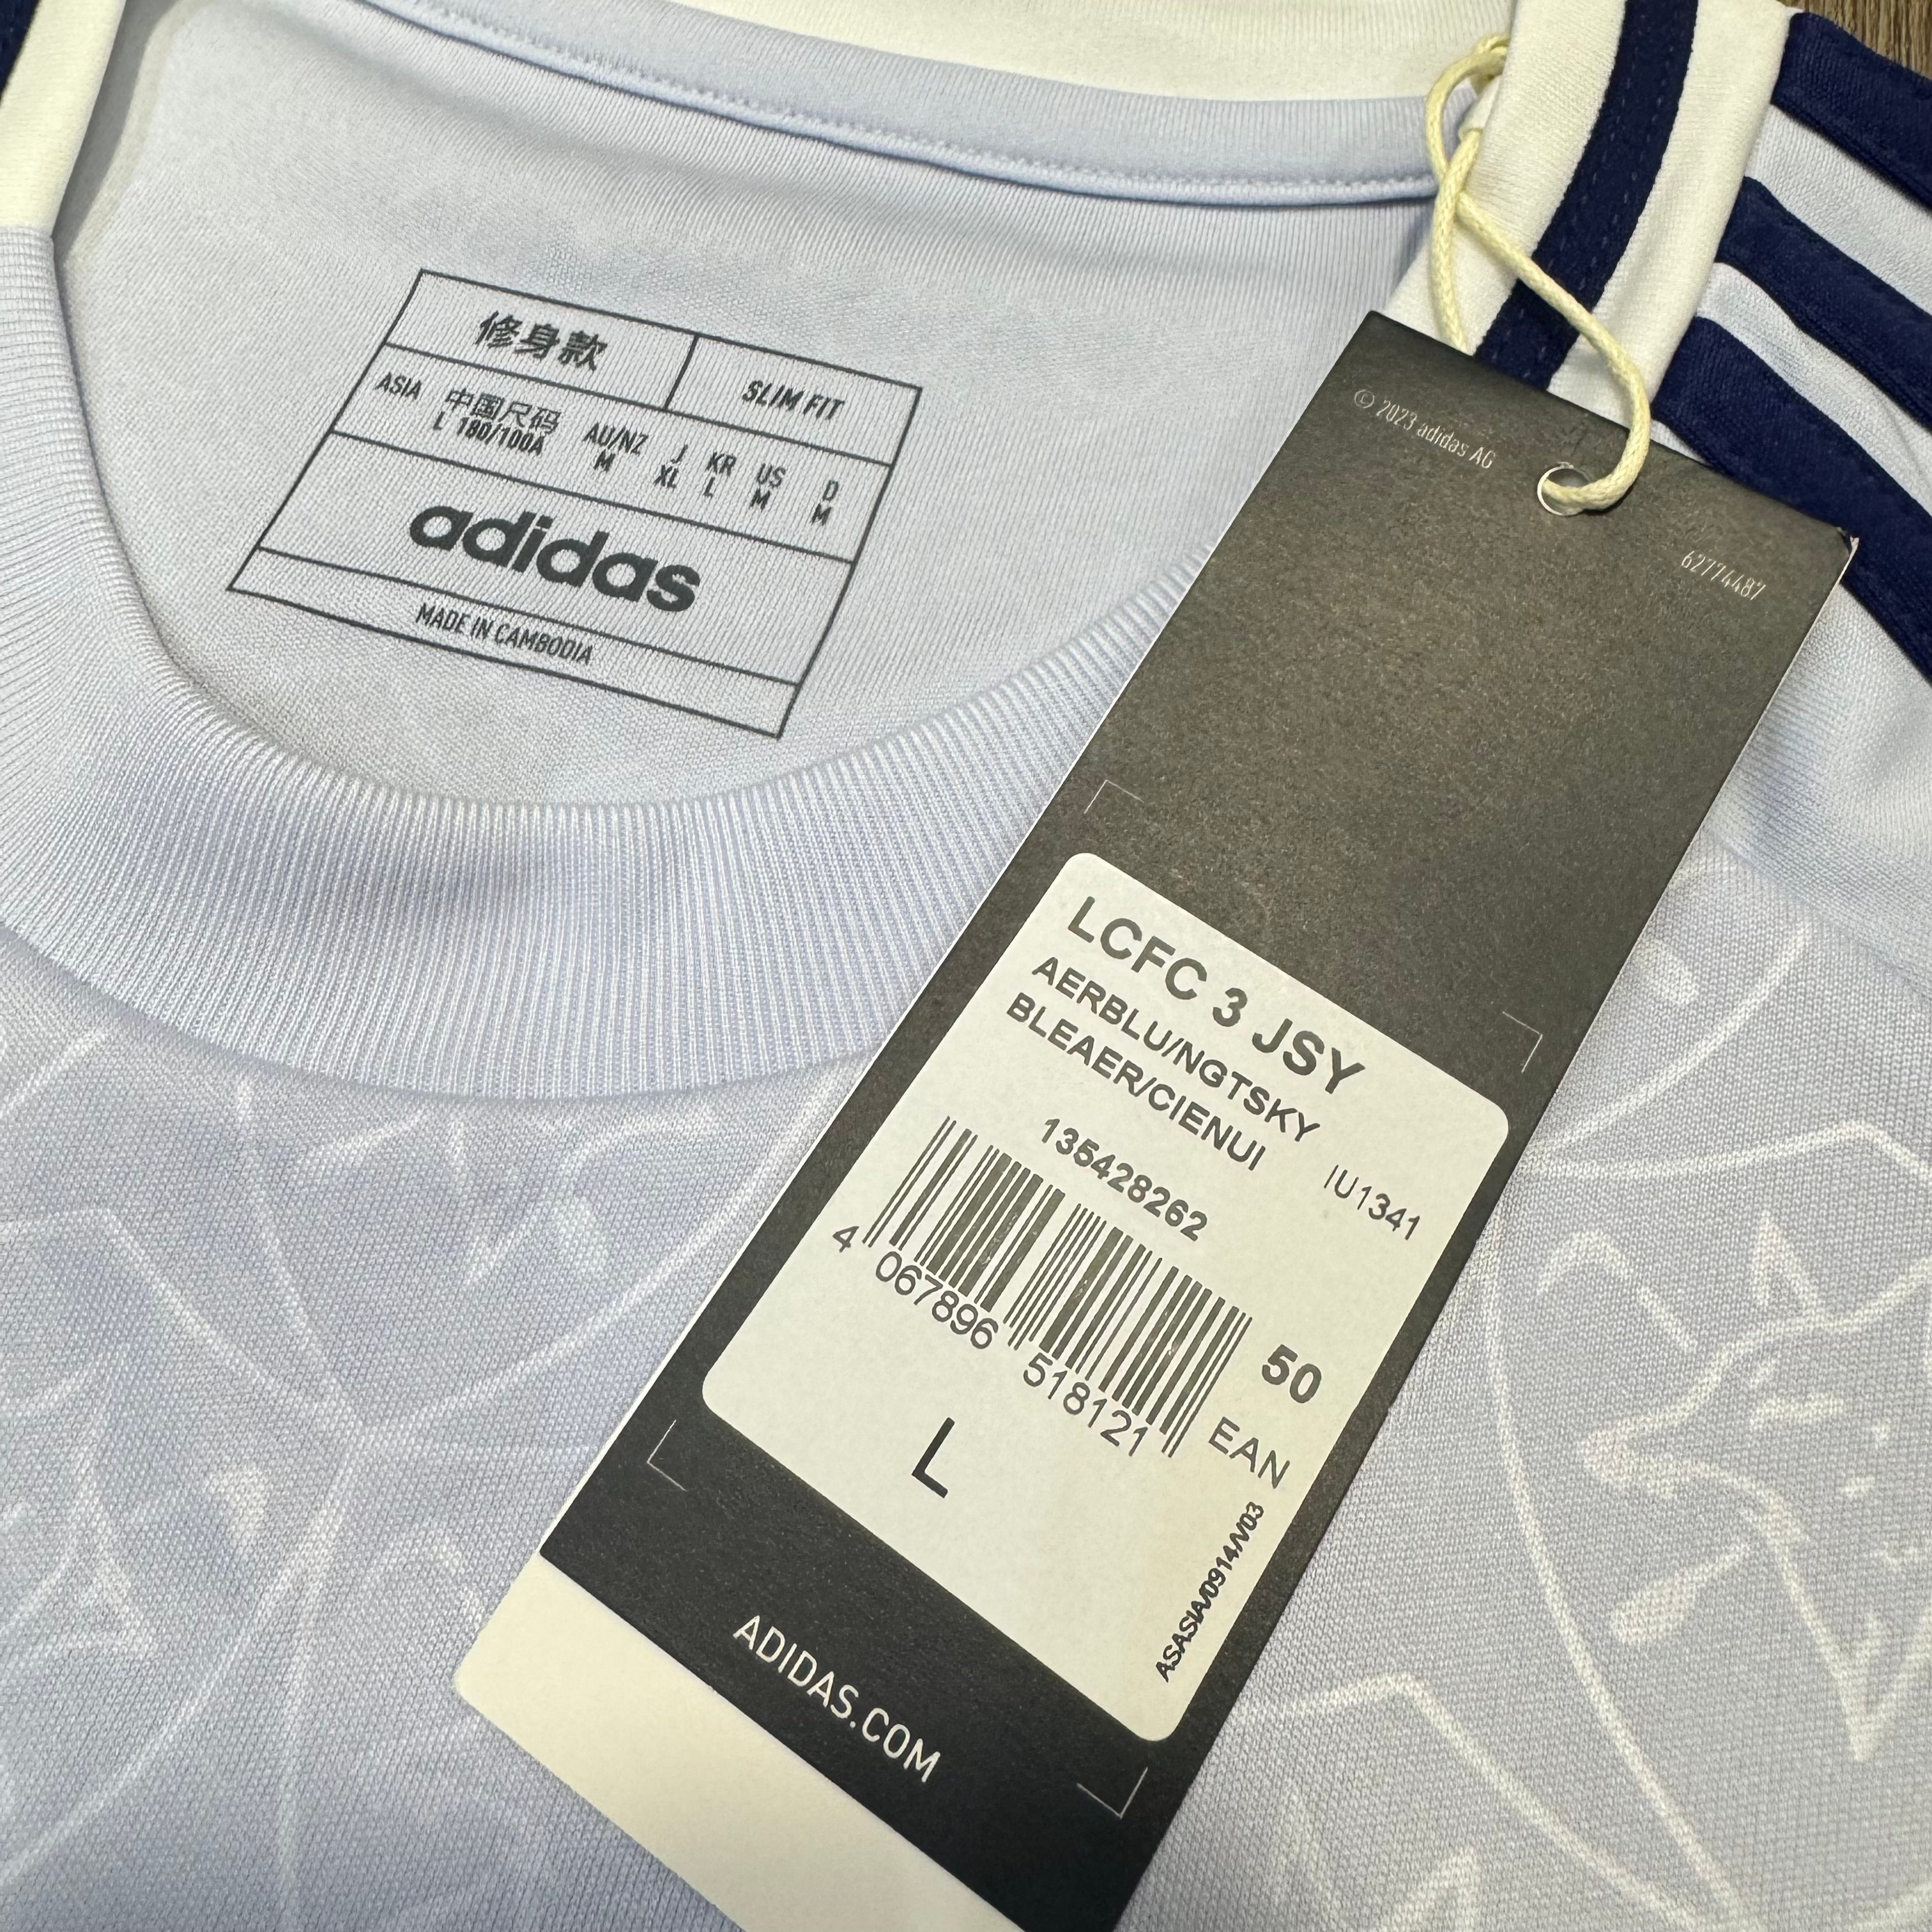 修身款
SLIM FIT
ASIA 中国尺码 AU/NZ J KR US D
L 180/100A M XL L M M
adidas
MADE IN CAMBODIA
© 2023 adidas AG
62774487
LCFC 3 JSY
AERBLU/NGTSKY
BLEAER/CIENUI
IU1341
135428262
4 067896 518121
50
EAN
L
ASASIA/0914/V03
ADIDAS.COM